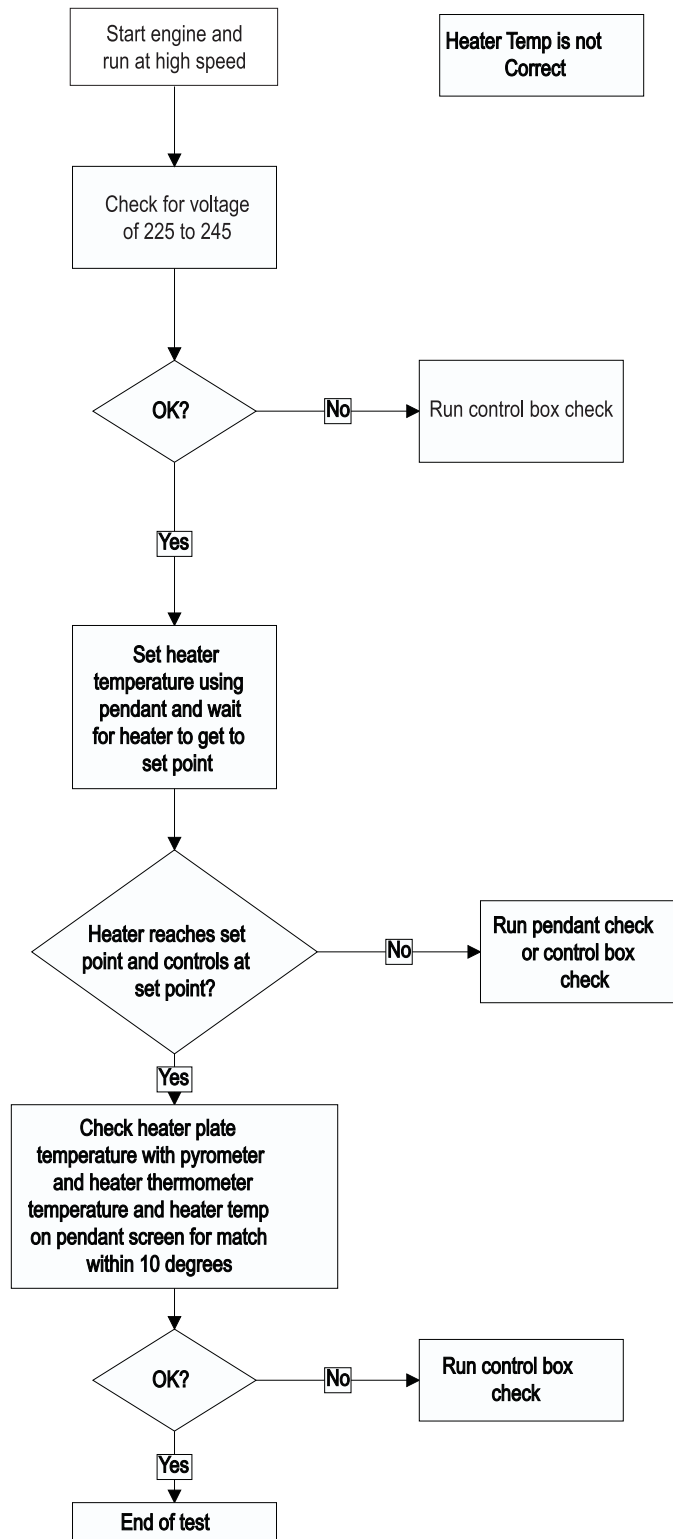 Start engine and
run at high speed
Heater Temp is not
Correct
Check for voltage
of 225 to 245
OK?
No
Run control box check
Yes
Set heater
temperature using
pendant and wait
for heater to get to
set point
Heater reaches set
point and controls at
set point?
No
Run pendant check
or control box
check
Yes
Check heater plate
temperature with pyrometer
and heater thermometer
temperature and heater temp
on pendant screen for match
within 10 degrees
OK?
No
Run control box
check
Yes
End of test